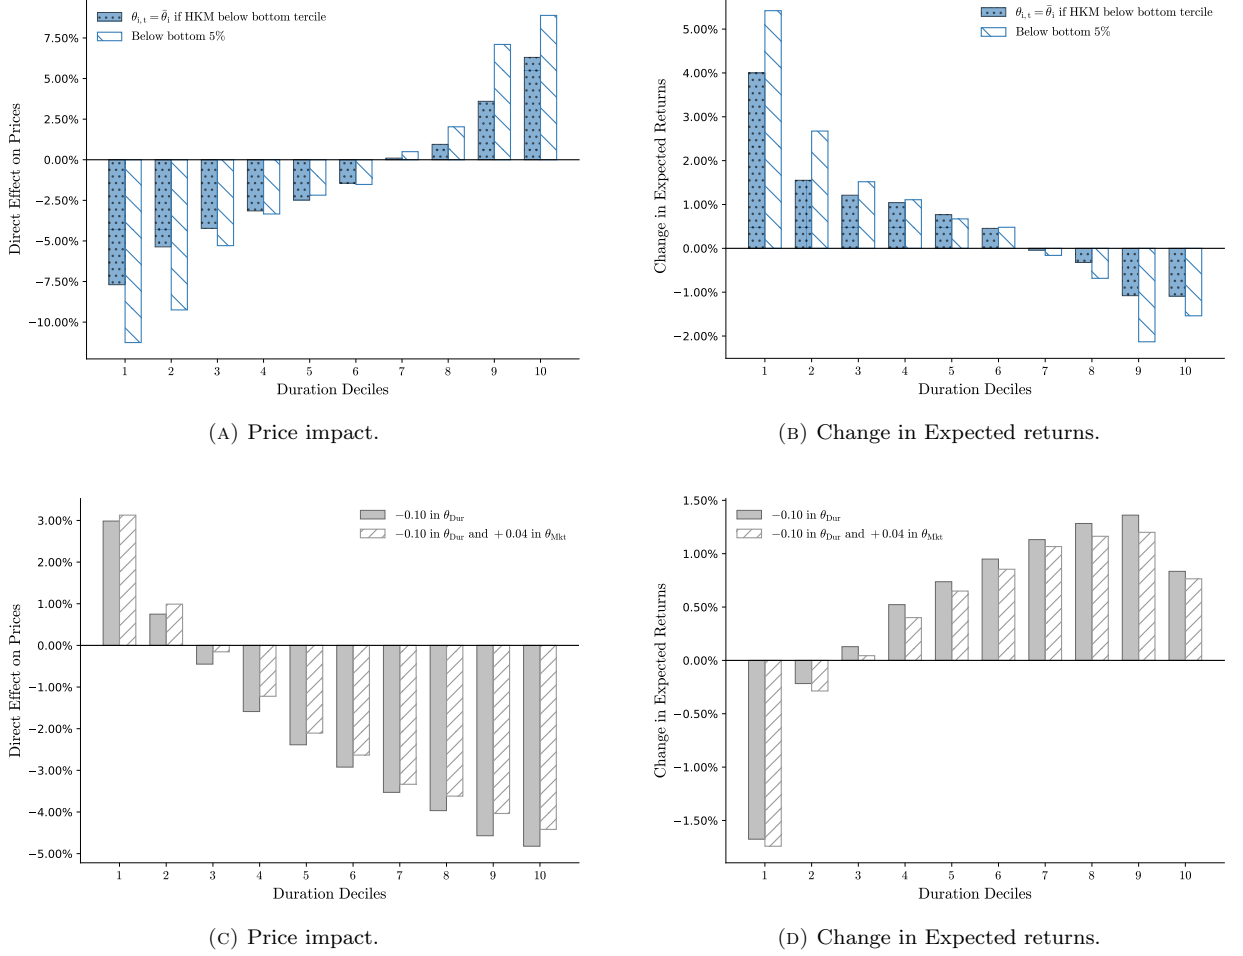 θi,t = θ̄i if HKM below bottom tercile
Below bottom 5%
7.50%
5.00%
2.50%
0.00%
−2.50%
−5.00%
−7.50%
−10.00%
Direct Effect on Prices
1 2 3 4 5 6 7 8 9 10
Duration Deciles
(A) Price impact.
θi,t = θ̄i if HKM below bottom tercile
Below bottom 5%
5.00%
4.00%
3.00%
2.00%
1.00%
0.00%
−1.00%
−2.00%
Change in Expected Returns
1 2 3 4 5 6 7 8 9 10
Duration Deciles
(B) Change in Expected returns.
−0.10 in θDur
−0.10 in θDur and +0.04 in θMkt
3.00%
2.00%
1.00%
0.00%
−1.00%
−2.00%
−3.00%
−4.00%
−5.00%
Direct Effect on Prices
1 2 3 4 5 6 7 8 9 10
Duration Deciles
(C) Price impact.
−0.10 in θDur
−0.10 in θDur and +0.04 in θMkt
1.50%
1.00%
0.50%
0.00%
−0.50%
−1.00%
−1.50%
Change in Expected Returns
1 2 3 4 5 6 7 8 9 10
Duration Deciles
(D) Change in Expected returns.